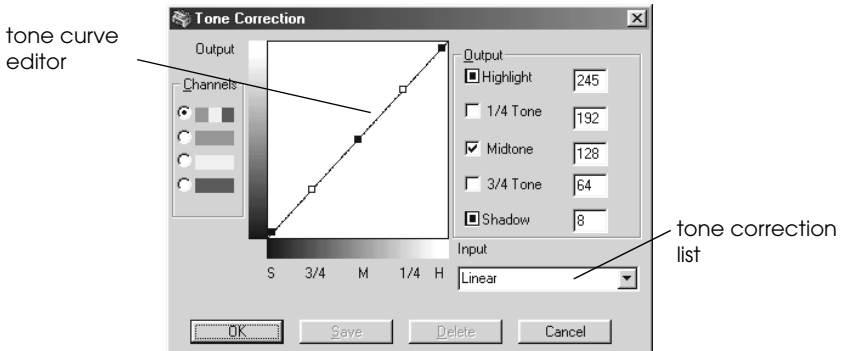 Tone Correction
tone curve
editor
Output
Channels
Output
Highlight 245
1/4 Tone 192
Midtone 128
3/4 Tone 64
Shadow 8
tone correction
list
Input
S 3/4 M 1/4 H
Linear
OK Save Delete Cancel